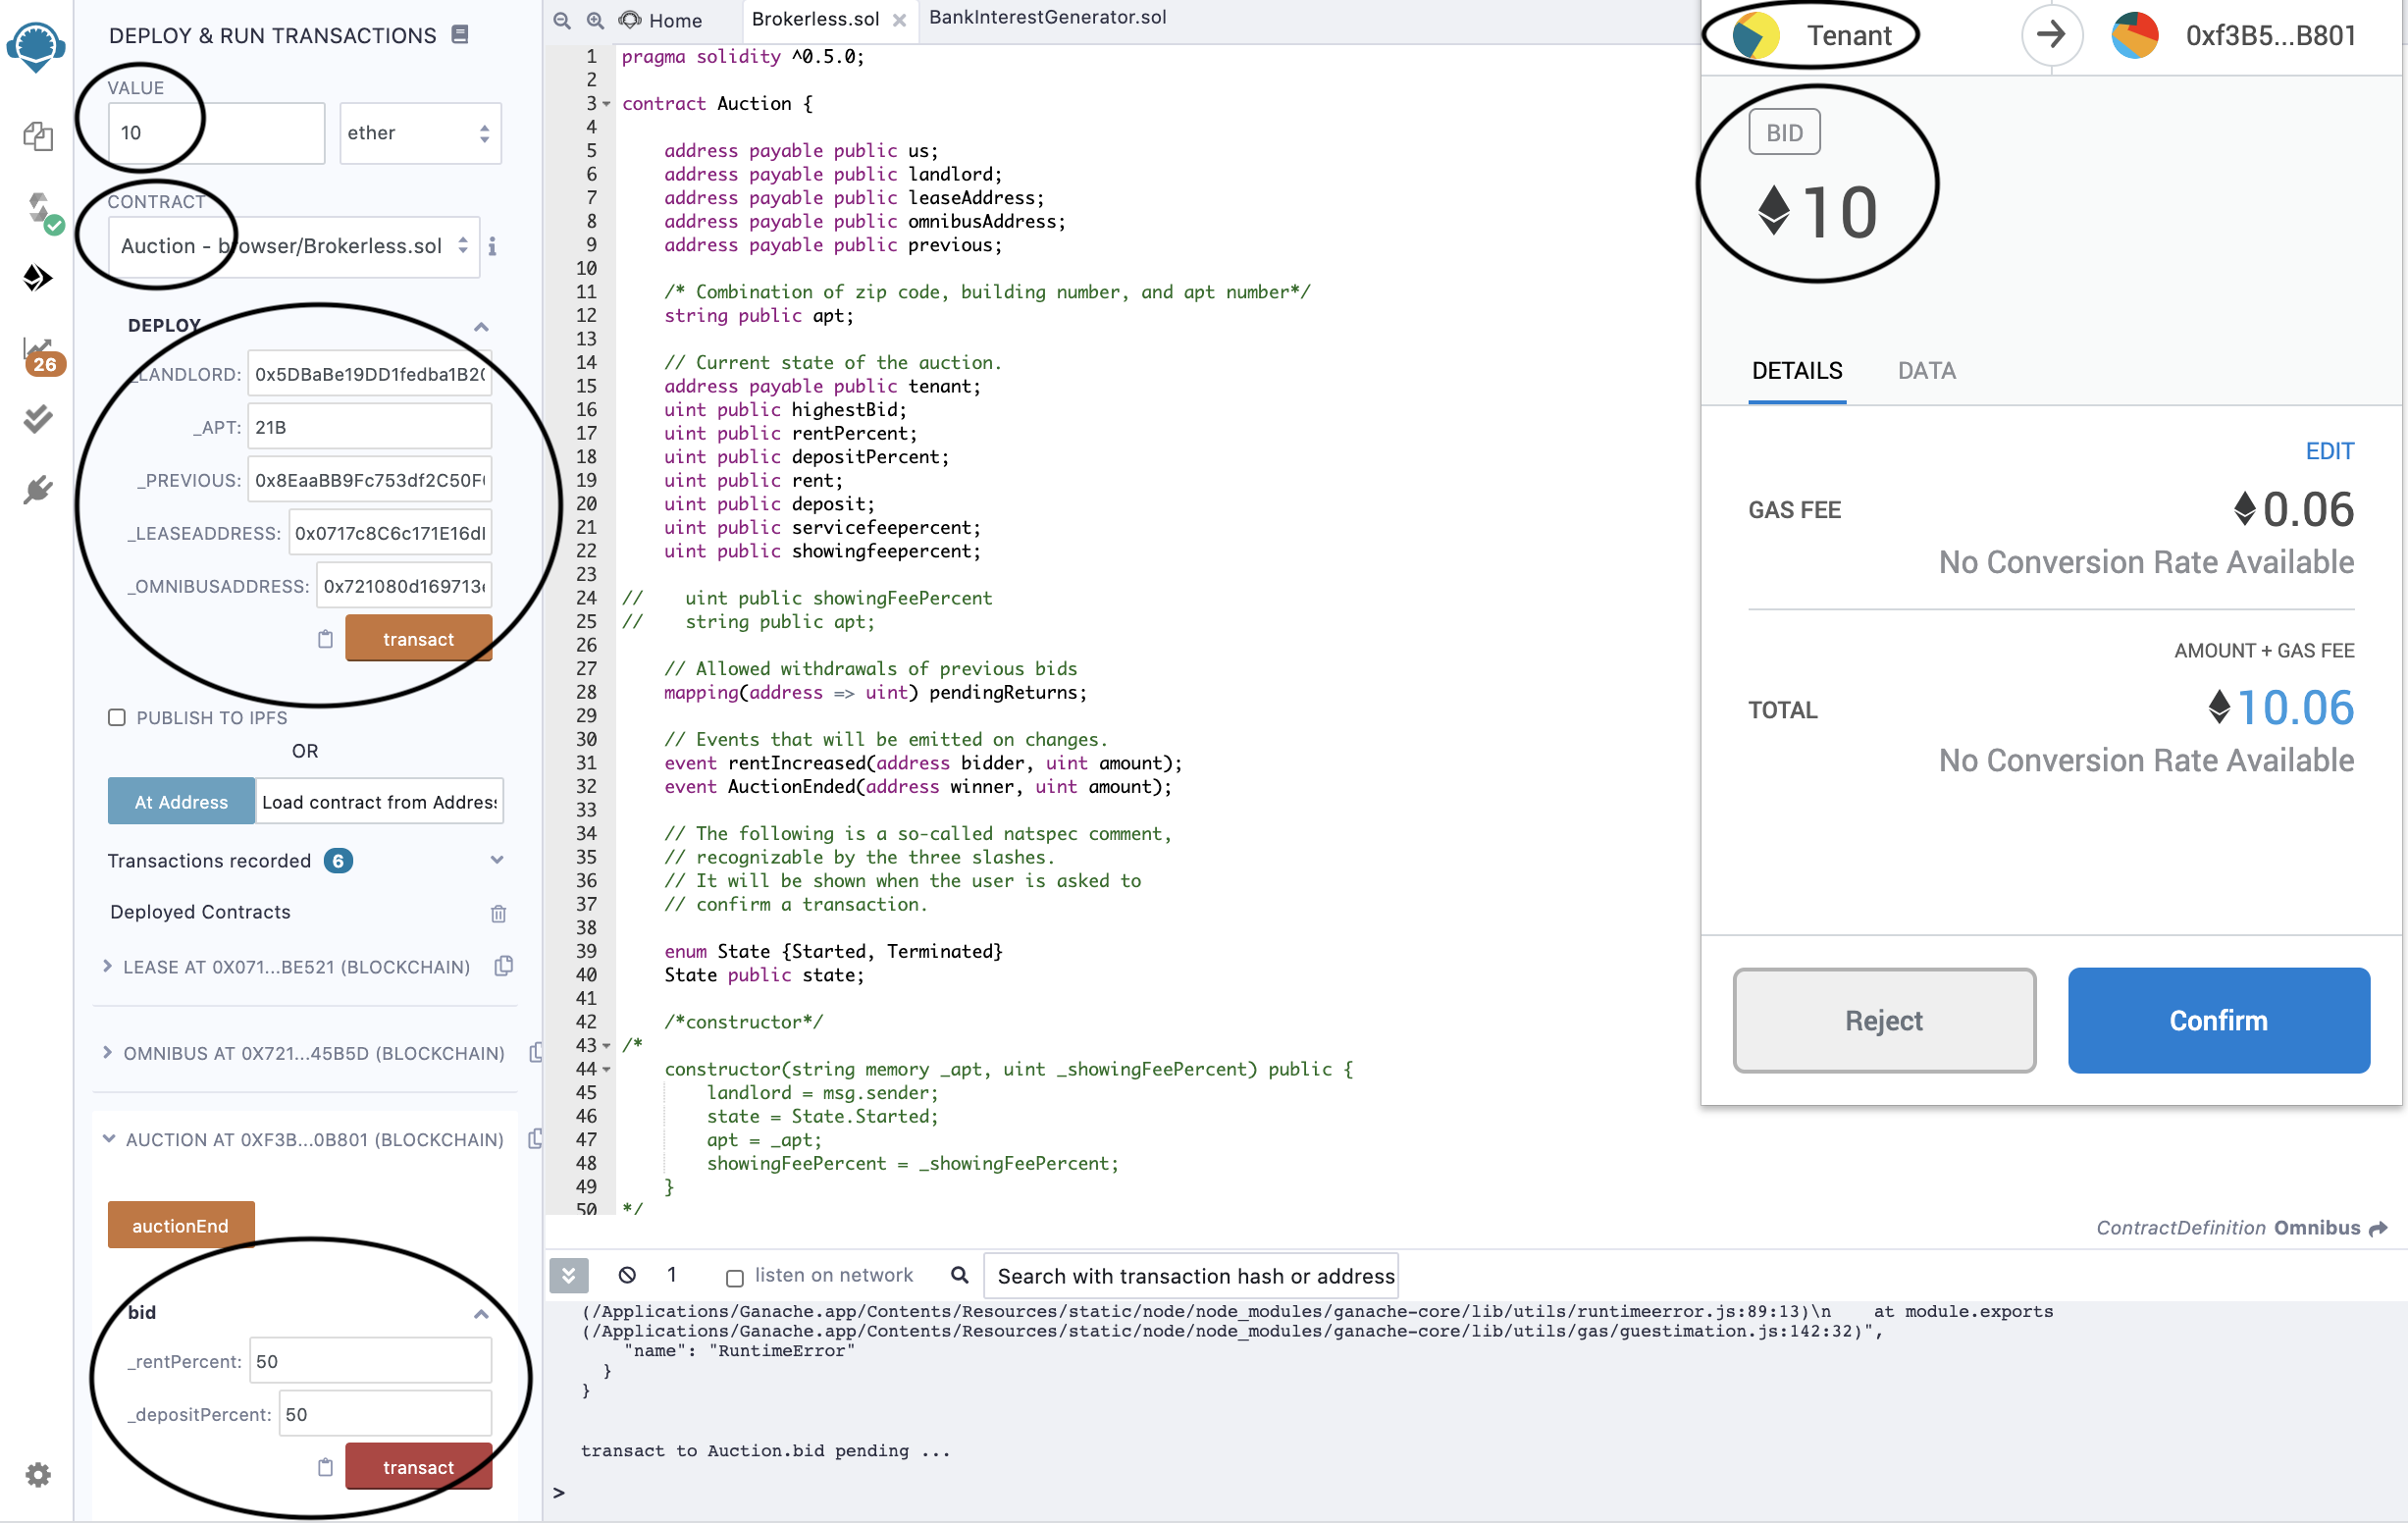 DEPLOY & RUN TRANSACTIONS
VALUE
10
ether
CONTRACT
Auction - browser/Brokerless.sol
i
DEPLOY
_LANDLORD: 0x5DBaBe19DD1fedba1B2
26
_APT: 21B
_PREVIOUS: 0x8EaaBB9Fc753df2C50F
_LEASEADDRESS: 0x0717c8C6c171E16d
_OMNIBUSADDRESS: 0x721080d169713
transact
PUBLISH TO IPFS
OR
At Address
Load contract from Address
Transactions recorded 6
Deployed Contracts
LEASE AT 0X071...BE521 (BLOCKCHAIN)
OMNIBUS AT 0X721...45B5D (BLOCKCHAIN)
AUCTION AT 0XF3B...0B801 (BLOCKCHAIN)
auctionEnd
bid
_rentPercent: 50
_depositPercent: 50
transact
Home
Brokerless.sol
BankInterestGenerator.sol
1 pragma solidity ^0.5.0;
2
3 contract Auction {
4
5 address payable public us;
6 address payable public landlord;
7 address payable public leaseAddress;
8 address payable public omnibusAddress;
9 address payable public previous;
10
11 /* Combination of zip code, building number, and apt number*/
12 string public apt;
13
14 // Current state of the auction.
15 address payable public tenant;
16 uint public highestBid;
17 uint public rentPercent;
18 uint public depositPercent;
19 uint public rent;
20 uint public deposit;
21 uint public servicefeepercent;
22 uint public showingfeepercent;
23
24 // uint public showingFeePercent
25 // string public apt;
26
27 // Allowed withdrawals of previous bids
28 mapping(address => uint) pendingReturns;
29
30 // Events that will be emitted on changes.
31 event rentIncreased(address bidder, uint amount);
32 event AuctionEnded(address winner, uint amount);
33
34 // The following is a so-called natspec comment,
35 // recognizable by the three slashes.
36 // It will be shown when the user is asked to
37 // confirm a transaction.
38
39 enum State {Started, Terminated}
40 State public state;
41
42 /*constructor*/
43 /*
44 constructor(string memory _apt, uint _showingFeePercent) public {
45 landlord = msg.sender;
46 state = State.Started;
47 apt = _apt;
48 showingFeePercent = _showingFeePercent;
49 }
50 */
ContractDefinition Omnibus
1
listen on network
Search with transaction hash or address
(/Applications/Ganache.app/Contents/Resources/static/node/node_modules/ganache-core/lib/utils/runtimeerror.js:89:13)\n at module.exports
(/Applications/Ganache.app/Contents/Resources/static/node/node_modules/ganache-core/lib/utils/gas/guestimation.js:142:32)",
"name": "RuntimeError"
}
}
transact to Auction.bid pending ...
>
Tenant
0xf3B5...B801
BID
10
DETAILS
DATA
EDIT
GAS FEE
0.06
No Conversion Rate Available
AMOUNT + GAS FEE
TOTAL
10.06
No Conversion Rate Available
Reject
Confirm